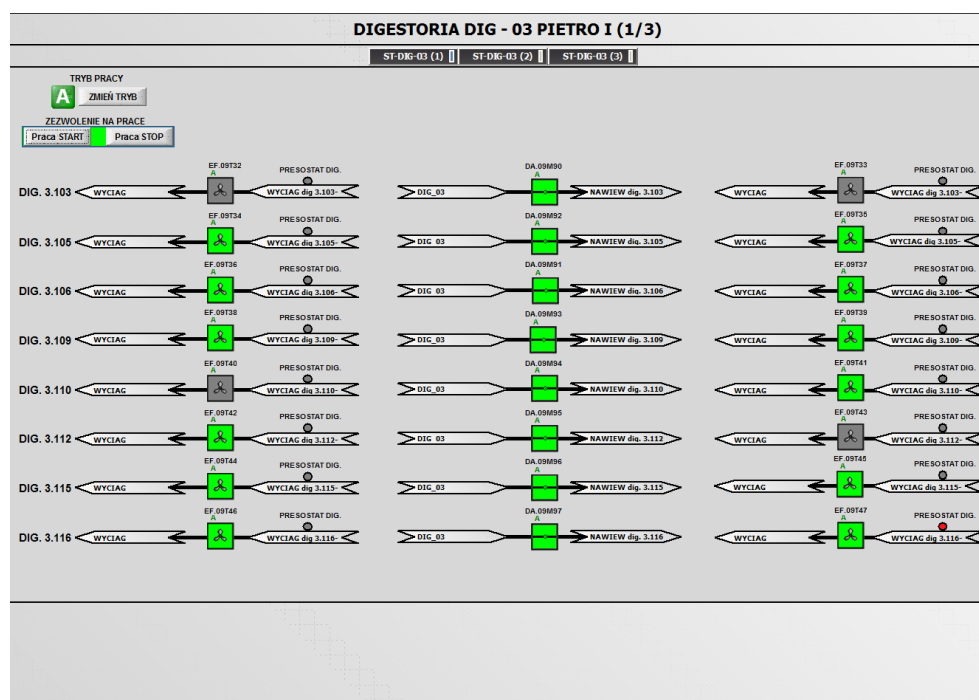 DIGESTORIA DIG - 03 PIETRO I (1/3)
ST-DIG-03 (1) ST-DIG-03 (2) ST-DIG-03 (3)
TRYB PRACY
A ZMIEŃ TRYB
ZEZWOLENIE NA PRACE
Praca START Praca STOP
EF.09T32 PRESOSTAT DIG. DA.09M90 EF.09T33 PRESOSTAT DIG.
A A A
DIG. 3.103 WYCIAG WYCIAG dig 3.103- DIG_03 NAWIEW dig. 3.103 WYCIAG WYCIAG dig 3.103-
EF.09T34 PRESOSTAT DIG. DA.09M92 EF.09T35 PRESOSTAT DIG.
A A A
DIG. 3.105 WYCIAG WYCIAG dig 3.105- DIG 03 NAWIEW dig. 3.105 WYCIAG WYCIAG dig 3.105-
EF.09T36 PRESOSTAT DIG. DA.09M91 EF.09T37 PRESOSTAT DIG.
A A A
DIG. 3.106 WYCIAG WYCIAG dig 3.106- DIG 03 NAWIEW dig. 3.106 WYCIAG WYCIAG dig 3.106-
EF.09T38 PRESOSTAT DIG. DA.09M93 EF.09T39 PRESOSTAT DIG.
A A A
DIG. 3.109 WYCIAG WYCIAG dig 3.109- DIG_03 NAWIEW dig. 3.109 WYCIAG WYCIAG dig 3.109-
EF.09T40 PRESOSTAT DIG. DA.09M94 EF.09T41 PRESOSTAT DIG.
A A A
DIG. 3.110 WYCIAG WYCIAG dig 3.110- DIG_03 NAWIEW dig. 3.110 WYCIAG WYCIAG dig 3.110-
EF.09T42 PRESOSTAT DIG. DA.09M95 EF.09T43 PRESOSTAT DIG.
A A A
DIG. 3.112 WYCIAG WYCIAG dig 3.112- DIG 03 NAWIEW dig. 3.112 WYCIAG WYCIAG dig 3.112-
EF.09T44 PRESOSTAT DIG. DA.09M96 EF.09T45 PRESOSTAT DIG.
A A A
DIG. 3.115 WYCIAG WYCIAG dig 3.115- DIG_03 NAWIEW dig. 3.115 WYCIAG WYCIAG dig 3.115-
EF.09T46 PRESOSTAT DIG. DA.09M97 EF.09T47 PRESOSTAT DIG.
A A A
DIG. 3.116 WYCIAG WYCIAG dig 3.116- DIG_03 NAWIEW dig. 3.116 WYCIAG WYCIAG dig 3.116-